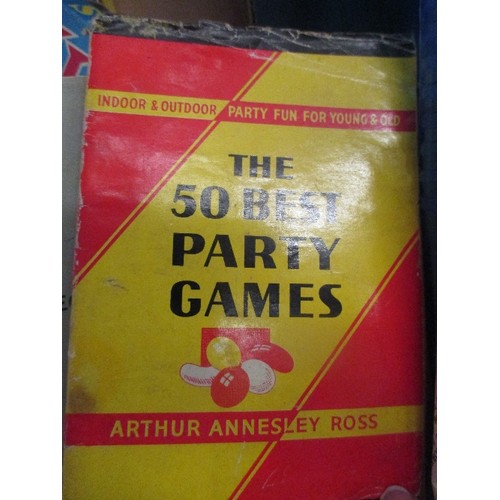 INDOOR & OUTDOOR PARTY FUN FOR YOUNG & OLD
THE
50 BEST
PARTY
GAMES
ARTHUR ANNESLEY ROSS